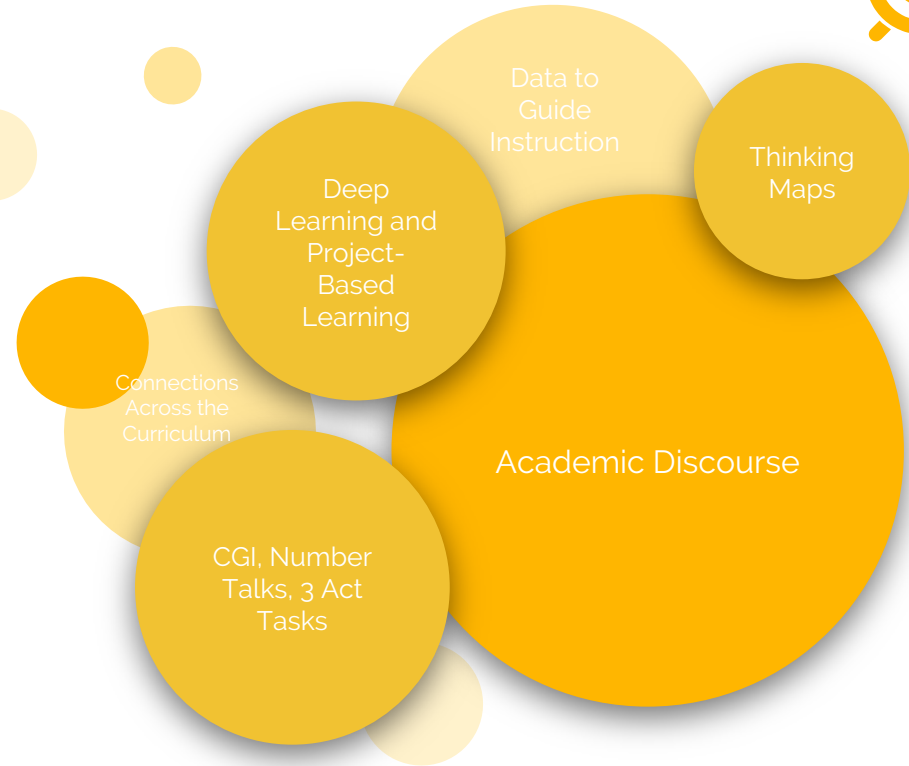 Data to
Guide
Instruction
Thinking
Maps
Deep
Learning and
Project-
Based
Learning
Connections
Across the
Curriculum
Academic Discourse
CGI, Number
Talks, 3 Act
Tasks